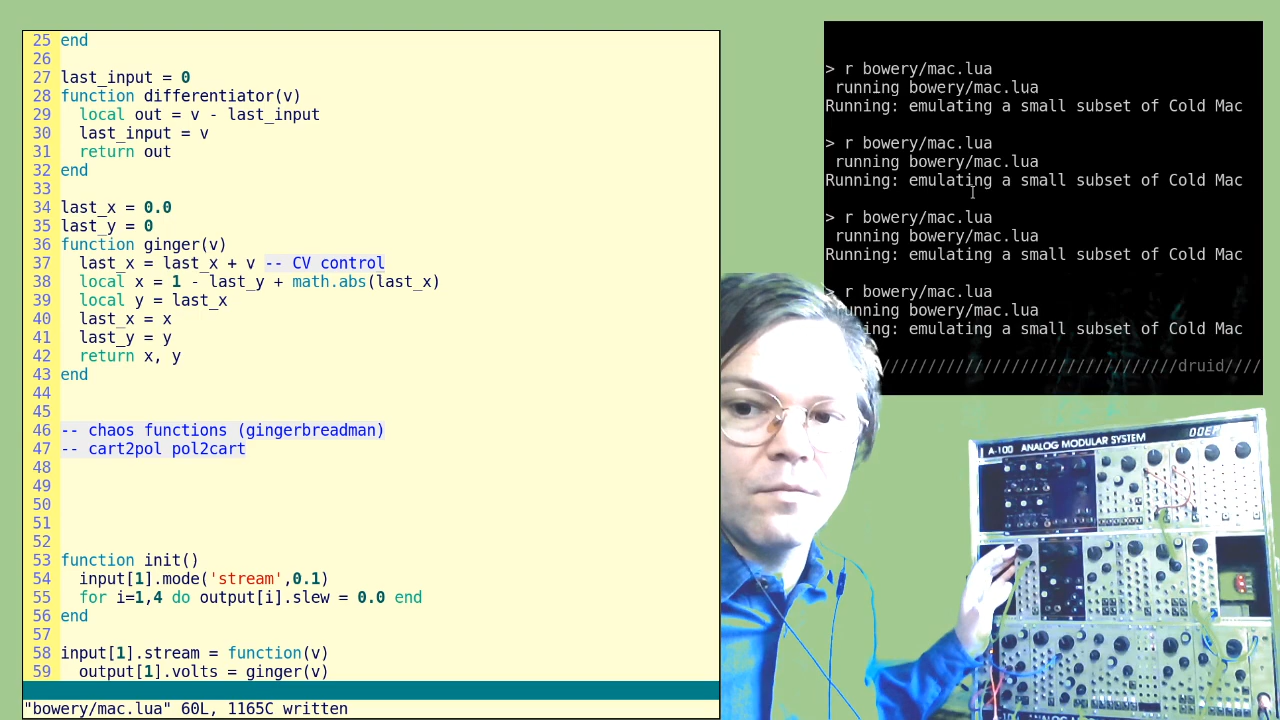 25 end
26
27 last_input = 0
28 function differentiator(v)
29   local out = v - last_input
30   last_input = v
31   return out
32 end
33
34 last_x = 0.0
35 last_y = 0
36 function ginger(v)
37   last_x = last_x + v -- CV control
38   local x = 1 - last_y + math.abs(last_x)
39   local y = last_x
40   last_x = x
41   last_y = y
42   return x, y
43 end
44
45
46 -- chaos functions (gingerbreadman)
47 -- cart2pol pol2cart
48
49
50
51
52
53 function init()
54   input[1].mode('stream',0.1)
55   for i=1,4 do output[i].slew = 0.0 end
56 end
57
58 input[1].stream = function(v)
59   output[1].volts = ginger(v)
"bowery/mac.lua" 60L, 1165C written
> r bowery/mac.lua
running bowery/mac.lua
Running: emulating a small subset of Cold Mac
> r bowery/mac.lua
running bowery/mac.lua
Running: emulating a small subset of Cold Mac
> r bowery/mac.lua
running bowery/mac.lua
Running: emulating a small subset of Cold Mac
> r bowery/mac.lua
unning bowery/mac.lua
ing: emulating a small subset of Cold Mac
////////////////////////////////druid////
A-100 ANALOG MODULAR SYSTEM